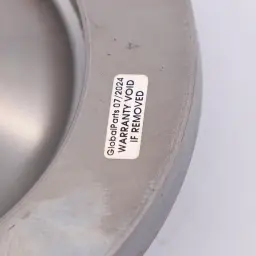 GlobalParts 07/2024
WARRANTY VOID
IF REMOVED